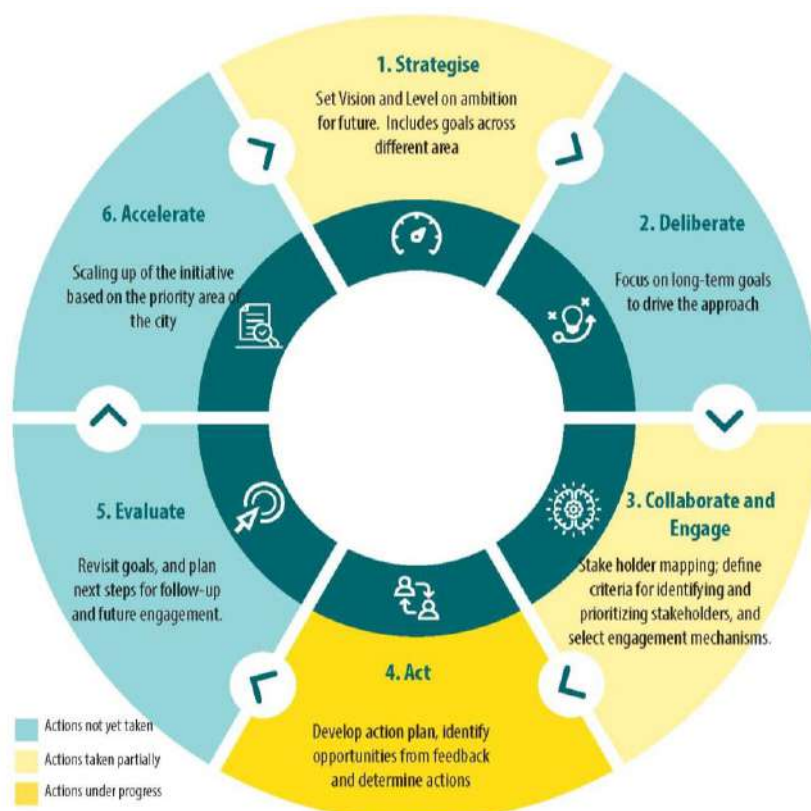 1. Strategise
Set Vision and Level on ambition
for future. Includes goals across
different area
2. Deliberate
Focus on long-term goals
to drive the approach
3. Collaborate and
Engage
Stake holder mapping; define
criteria for identifying and
prioritizing stakeholders, and
select engagement mechanisms.
4. Act
Develop action plan, identify
opportunities from feedback
and determine actions
5. Evaluate
Revisit goals, and plan
next steps for follow-up
and future engagement.
6. Accelerate
Scaling up of the initiative
based on the priority area of
the city
Actions not yet taken
Actions taken partially
Actions under progress